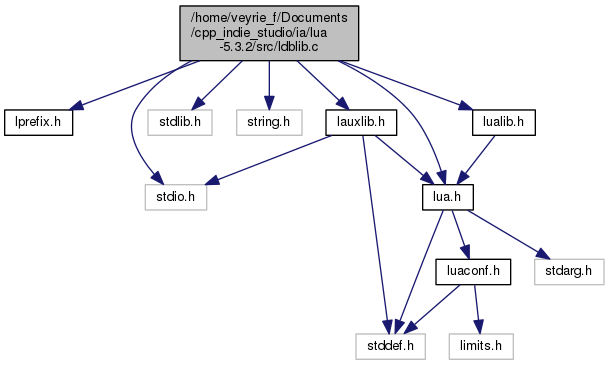 /home/veyrie_f/Documents
/cpp_indie_studio/ia/lua
-5.3.2/src/ldblib.c
lprefix.h
stdlib.h
string.h
lauxlib.h
lualib.h
stdio.h
lua.h
luaconf.h
stdarg.h
stddef.h
limits.h